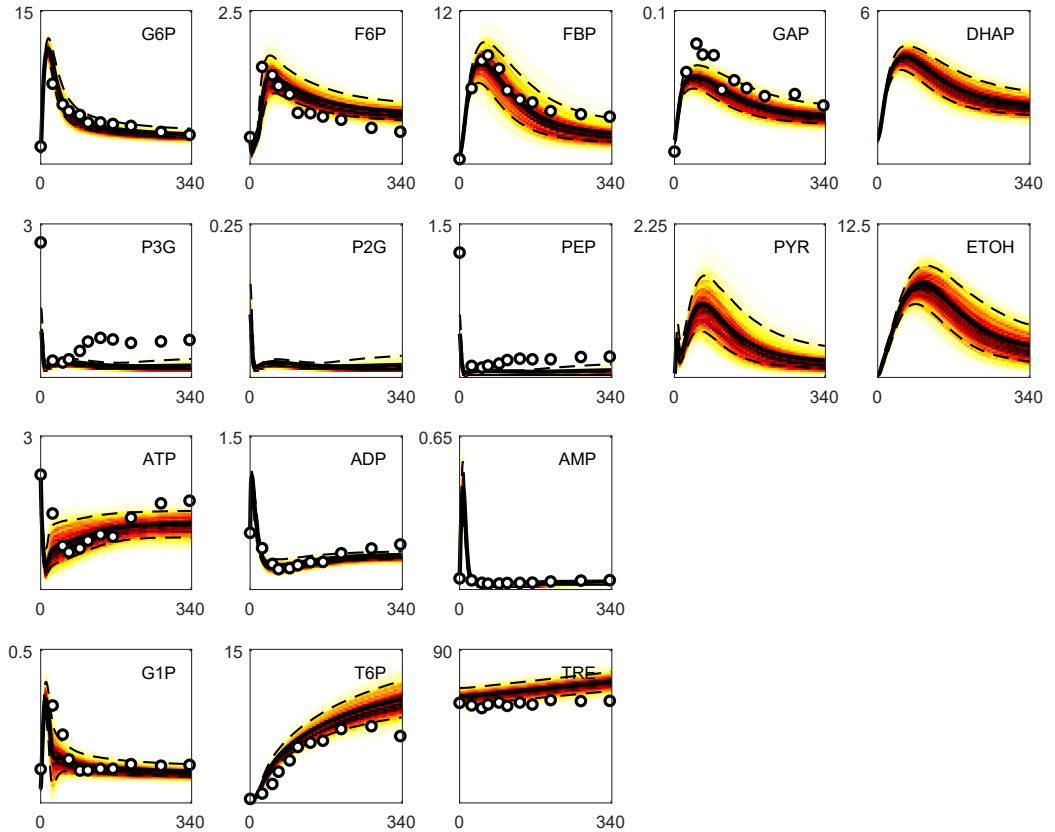 15 G6P 0 340
2.5 F6P 0 340
12 FBP 0 340
0.1 GAP 0 340
6 DHAP 0 340
3 P3G 0 340
0.25 P2G 0 340
1.5 PEP 0 340
2.25 PYR 0 340
12.5 ETOH 0 340
3 ATP 0 340
1.5 ADP 0 340
0.65 AMP 0 340
0.5 G1P 0 340
15 T6P 0 340
90 TRE 0 340